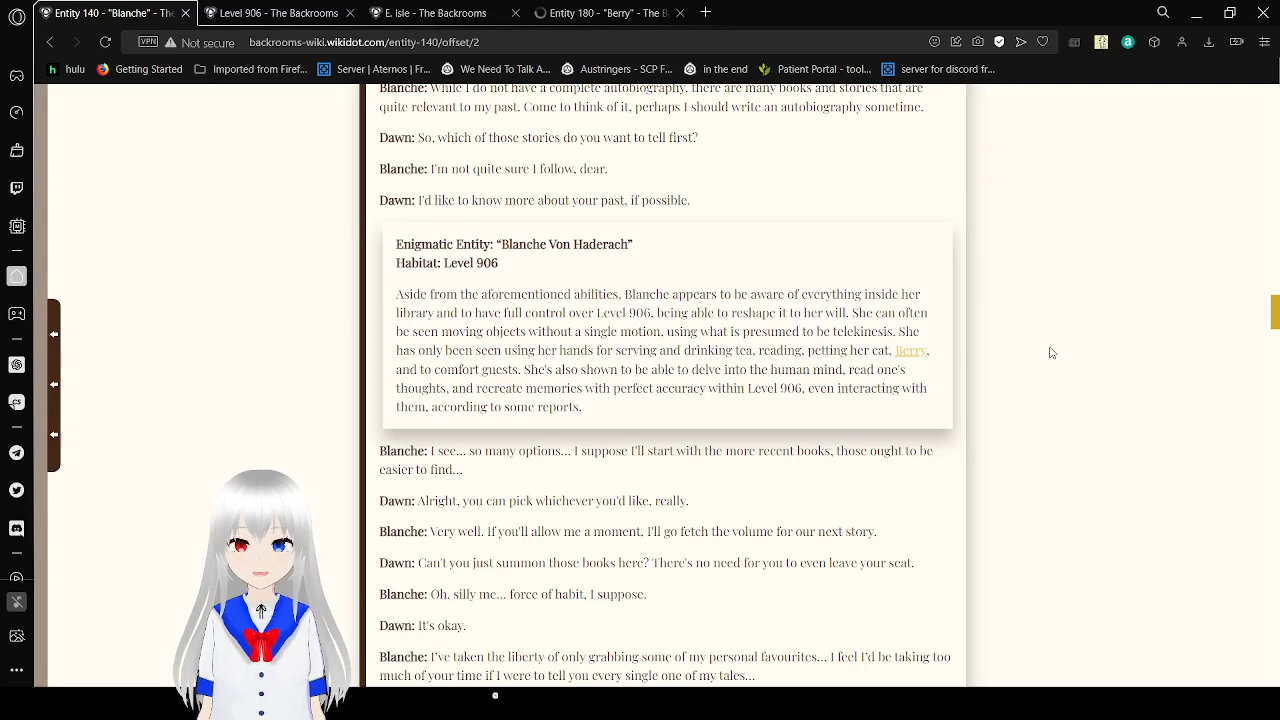 Entity 140 - "Blanche" - The
Level 906 - The Backrooms
E. Isle - The Backrooms
Entity 180 - "Berry" - The B
VPN
Not secure
backrooms-wiki.wikidot.com/entity-140/offset/2
hulu
Getting Started
Imported from Firef...
Server | Aternos | Fr...
We Need To Talk A...
Austringers - SCP F...
in the end
Patient Portal - tool...
server for discord fr...
Blanche: While I do not have a complete autobiography, there are many books and stories that are
quite relevant to my past. Come to think of it, perhaps I should write an autobiography sometime.
Dawn: So, which of those stories do you want to tell first?
Blanche: I'm not quite sure I follow, dear.
Dawn: I'd like to know more about your past, if possible.
Enigmatic Entity: “Blanche Von Haderach”
Habitat: Level 906
Aside from the aforementioned abilities, Blanche appears to be aware of everything inside her
library and to have full control over Level 906, being able to reshape it to her will. She can often
be seen moving objects without a single motion, using what is presumed to be telekinesis. She
has only been seen using her hands for serving and drinking tea, reading, petting her cat, Berry,
and to comfort guests. She's also shown to be able to delve into the human mind, read one's
thoughts, and recreate memories with perfect accuracy within Level 906, even interacting with
them, according to some reports.
Blanche: I see... so many options... I suppose I'll start with the more recent books, those ought to be
easier to find...
Dawn: Alright, you can pick whichever you'd like, really.
Blanche: Very well. If you'll allow me a moment, I'll go fetch the volume for our next story.
Dawn: Can't you just summon those books here? There's no need for you to even leave your seat.
Blanche: Oh, silly me... force of habit, I suppose.
Dawn: It's okay.
Blanche: I've taken the liberty of only grabbing some of my personal favourites... I feel I'd be taking too
much of your time if I were to tell you every single one of my tales...